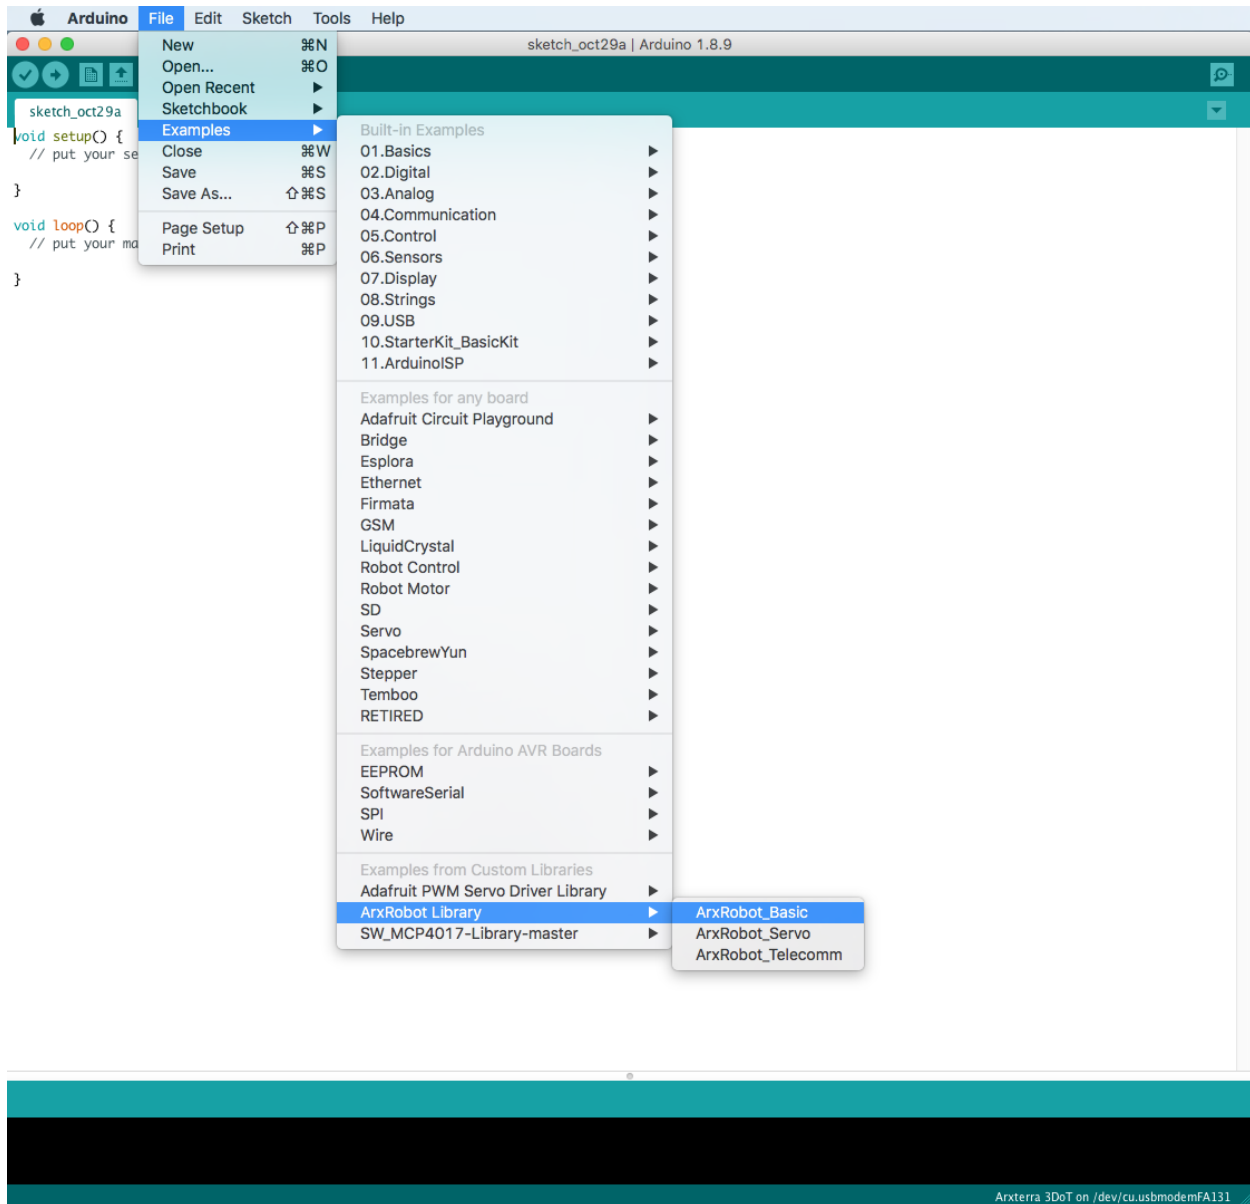 Arduino File Edit Sketch Tools Help
sketch_oct29a | Arduino 1.8.9
sketch_oct29a
New ⌘N
Open... ⌘O
Open Recent
Sketchbook
Examples
Close ⌘W
Save ⌘S
Save As... ⇧⌘S
Page Setup ⇧⌘P
Print ⌘P
void setup() {
// put your se
}
void loop() {
// put your ma
}
Built-in Examples
01.Basics
02.Digital
03.Analog
04.Communication
05.Control
06.Sensors
07.Display
08.Strings
09.USB
10.StarterKit_BasicKit
11.ArduinoISP
Examples for any board
Adafruit Circuit Playground
Bridge
Esplora
Ethernet
Firmata
GSM
LiquidCrystal
Robot Control
Robot Motor
SD
Servo
SpacebrewYun
Stepper
Temboo
RETIRED
Examples for Arduino AVR Boards
EEPROM
SoftwareSerial
SPI
Wire
Examples from Custom Libraries
Adafruit PWM Servo Driver Library
ArxRobot Library
SW_MCP4017-Library-master
ArxRobot_Basic
ArxRobot_Servo
ArxRobot_Telecomm
Arxterra 3DoT on /dev/cu.usbmodemFA131